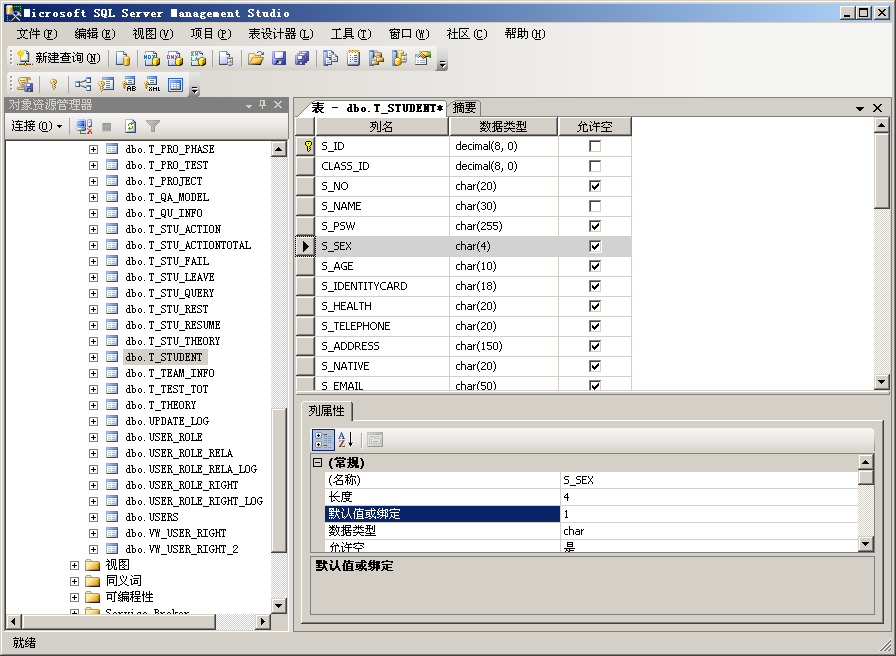 Microsoft SQL Server Management Studio
文件(F) 编辑(E) 视图(V) 项目(P) 表设计器(L) 工具(T) 窗口(W) 社区(C) 帮助(H)
新建查询(N)
对象资源管理器
连接(O)
dbo.T_PRO_PHASE
dbo.T_PRO_TEST
dbo.T_PROJECT
dbo.T_QA_MODEL
dbo.T_QU_INFO
dbo.T_STU_ACTION
dbo.T_STU_ACTIONTOTAL
dbo.T_STU_FAIL
dbo.T_STU_LEAVE
dbo.T_STU_QUERY
dbo.T_STU_REST
dbo.T_STU_RESUME
dbo.T_STU_THEORY
dbo.T_STUDENT
dbo.T_TEAM_INFO
dbo.T_TEST_TOT
dbo.T_THEORY
dbo.UPDATE_LOG
dbo.USER_ROLE
dbo.USER_ROLE_RELA
dbo.USER_ROLE_RELA_LOG
dbo.USER_ROLE_RIGHT
dbo.USER_ROLE_RIGHT_LOG
dbo.USERS
dbo.VW_USER_RIGHT
dbo.VW_USER_RIGHT_2
视图
同义词
可编程性
Service Broker
表 - dbo.T_STUDENT* 摘要
列名 数据类型 允许空
S_ID decimal(8, 0)
CLASS_ID decimal(8, 0)
S_NO char(20)
S_NAME char(30)
S_PSW char(255)
S_SEX char(4)
S_AGE char(10)
S_IDENTITYCARD char(18)
S_HEALTH char(20)
S_TELEPHONE char(20)
S_ADDRESS char(150)
S_NATIVE char(20)
S_EMAIL char(50)
列属性
(常规)
(名称) S_SEX
长度 4
默认值或绑定 1
数据类型 char
允许空 是
默认值或绑定
就绪